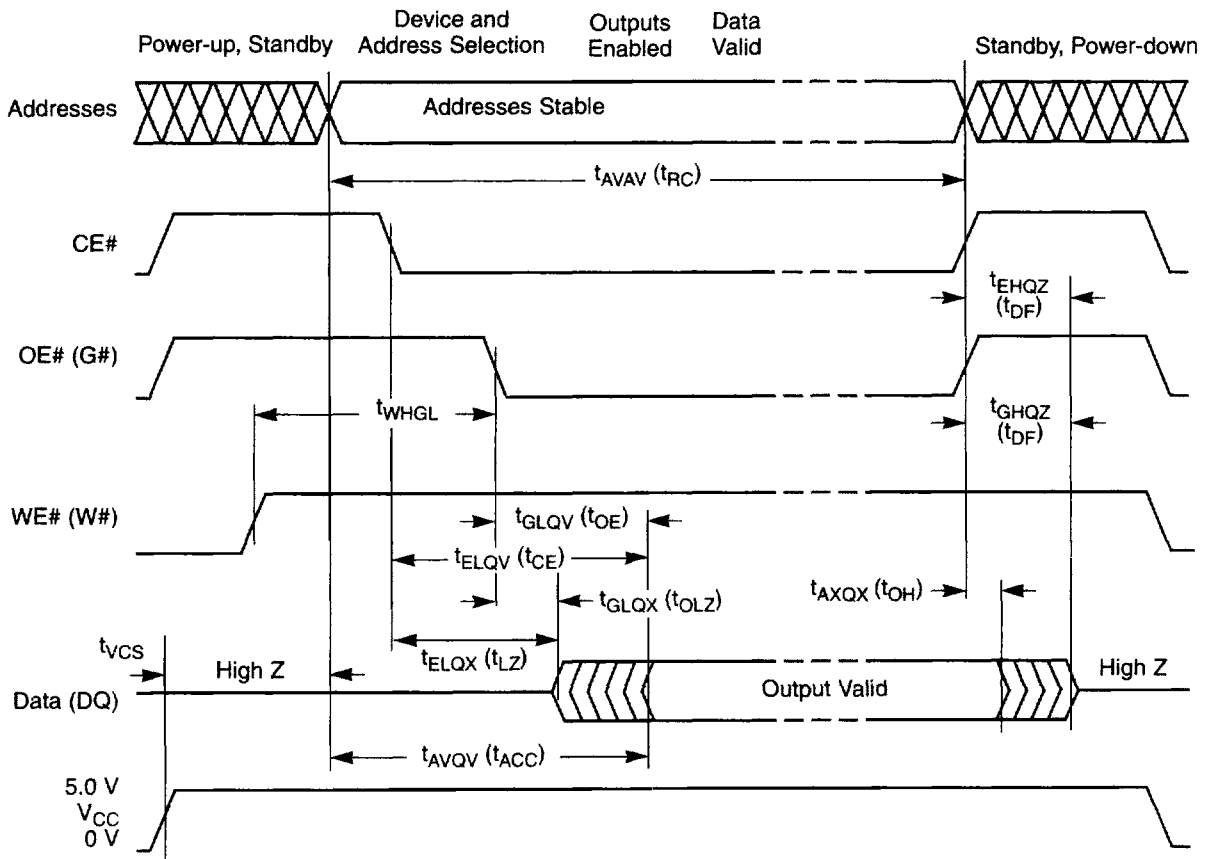 Power-up, Standby
Device and
Address Selection
Outputs
Enabled
Data
Valid
Standby, Power-down
Addresses
Addresses Stable
tAVAV (tRC)
CE#
tEHQZ
(tDF)
OE# (G#)
tWHGL
tGHQZ
(tDF)
WE# (W#)
tGLQV (tOE)
tELQV (tCE)
tGLQX (tOLZ)
tAXQX (tOH)
tVCS
High Z
tELQX (tLZ)
Output Valid
High Z
Data (DQ)
tAVQV (tACC)
5.0 V
VCC
0 V